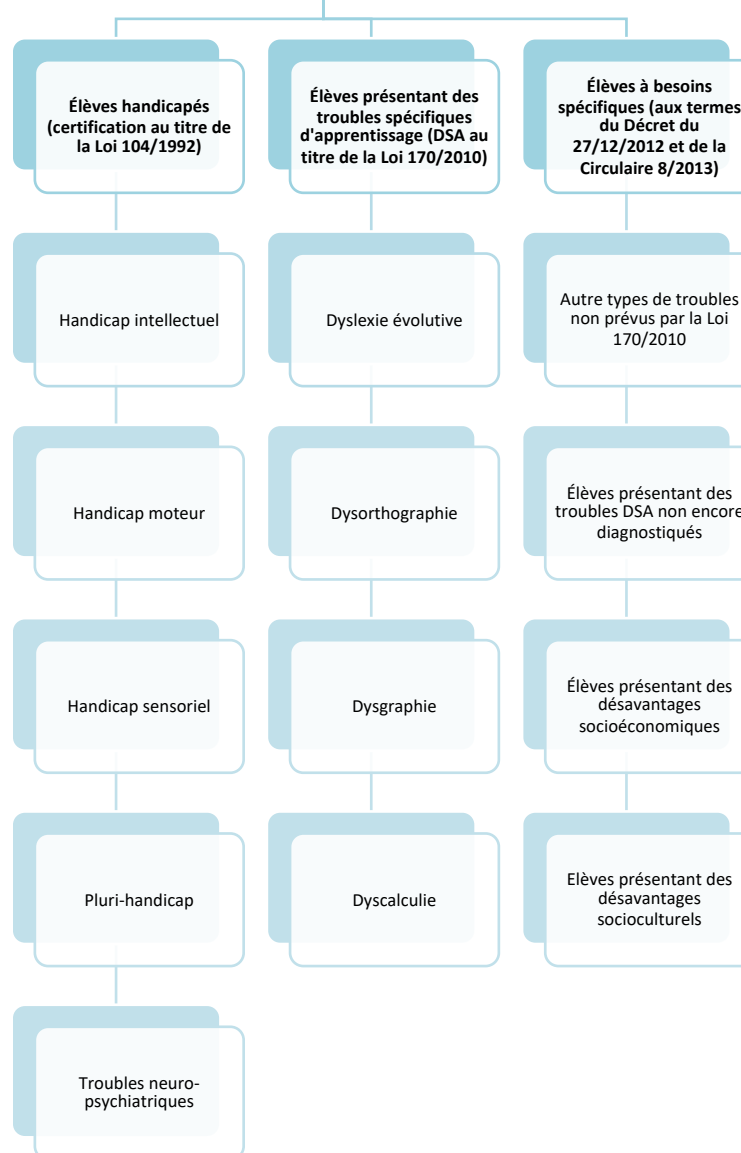 Élèves handicapés
(certification au titre de
la Loi 104/1992)
Handicap intellectuel
Handicap moteur
Handicap sensoriel
Pluri-handicap
Troubles neuro-
psychiatriques
Élèves présentant des
troubles spécifiques
d'apprentissage (DSA au
titre de la Loi 170/2010)
Dyslexie évolutive
Dysorthographie
Dysgraphie
Dyscalculie
Élèves à besoins
spécifiques (aux termes
du Décret du
27/12/2012 et de la
Circulaire 8/2013)
Autre types de troubles
non prévus par la Loi
170/2010
Élèves présentant des
troubles DSA non encore
diagnostiqués
Élèves présentant des
désavantages
socioéconomiques
Elèves présentant des
désavantages
socioculturels